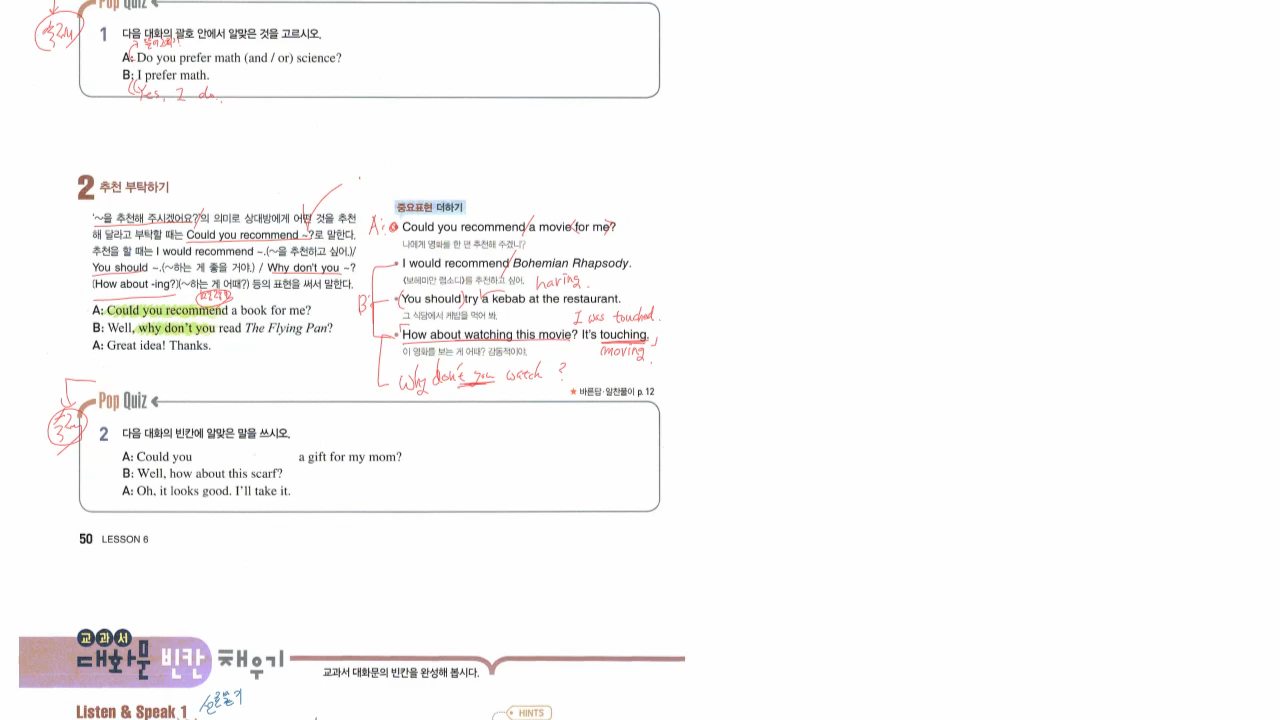 Pop Quiz
숙제
1 다음 대화의 괄호 안에서 알맞은 것을 고르시오.
A: Do you prefer math (and / or) science?
B: I prefer math.
Yes, I do.
2 추천 부탁하기
'~을 추천해 주시겠어요?'의 의미로 상대방에게 어떤 것을 추천
해 달라고 부탁할 때는 Could you recommend ~?로 말한다.
추천을 할 때는 I would recommend ~.(~을 추천하고 싶어.)/
You should ~.(~하는 게 좋을 거야.) / Why don't you ~?
(How about -ing?)(~하는 게 어때?) 등의 표현을 써서 말한다.
A: Could you recommend a book for me?
B: Well, why don't you read The Flying Pan?
A: Great idea! Thanks.
중요표현 더하기
A: • Could you recommend a movie for me?
나에게 영화를 한 편 추천해 주겠니?
• I would recommend Bohemian Rhapsody.
《보헤미안 랩소디》를 추천하고 싶어.
having.
B: • (You should) try a kebab at the restaurant.
그 식당에서 케밥을 먹어 봐.
I was touched.
• How about watching this movie? It's touching.
이 영화를 보는 게 어때? 감동적이야.
moving.
Why don't you watch ?
★ 바른답·알찬풀이 p. 12
Pop Quiz
숙제
2 다음 대화의 빈칸에 알맞은 말을 쓰시오.
A: Could you a gift for my mom?
B: Well, how about this scarf?
A: Oh, it looks good. I'll take it.
50 LESSON 6
교과서
대화문 빈칸 채우기
교과서 대화문의 빈칸을 완성해 봅시다.
Listen & Speak 1
HINTS